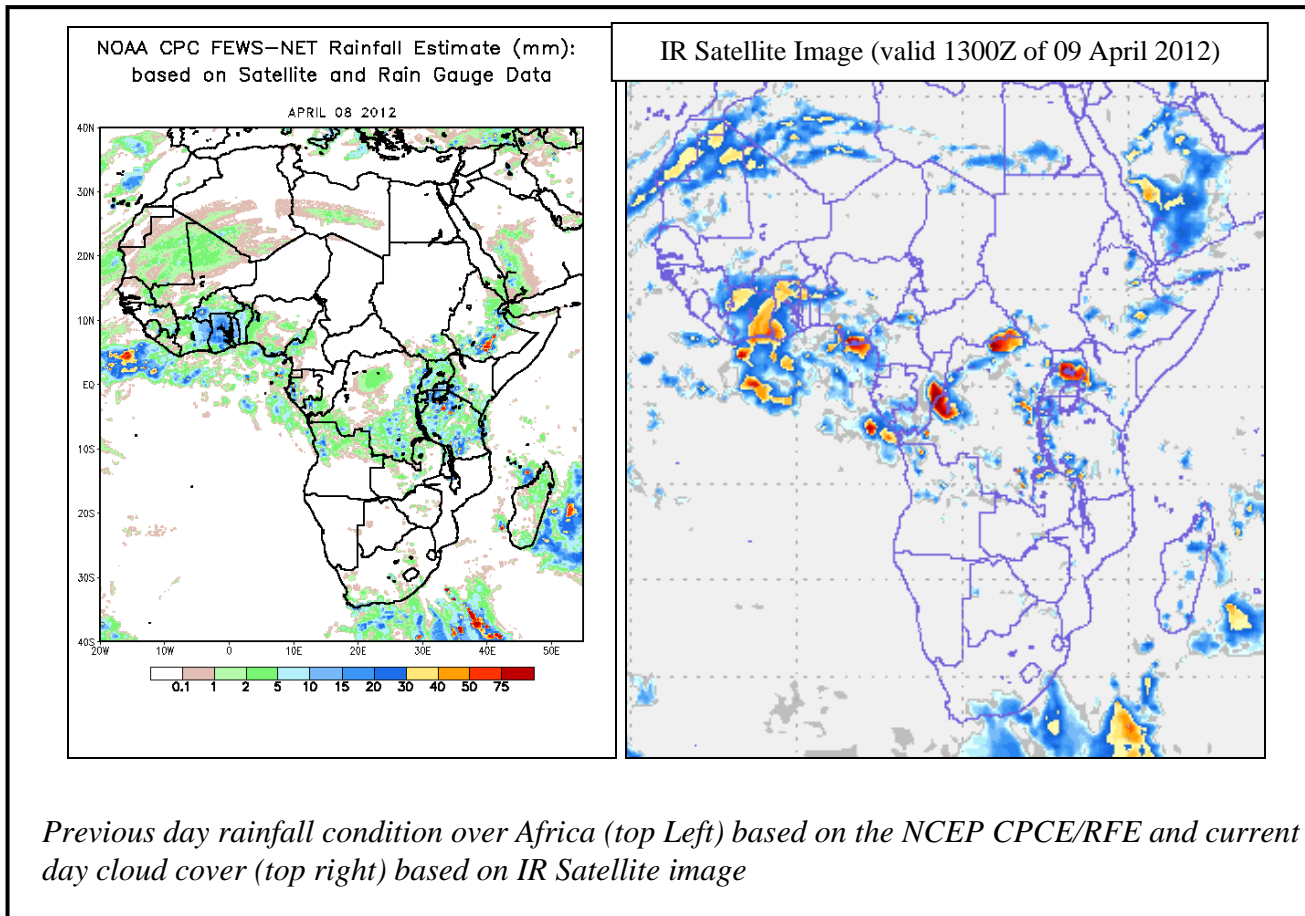 NOAA CPC FEWS-NET Rainfall Estimate (mm):
based on Satellite and Rain Gauge Data
APRIL 08 2012
40N
30N
20N
10N
EQ
10S
20S
30S
40S
20W 10W 0 10E 20E 30E 40E 50E
0.1 1 2 5 10 15 20 30 40 50 75
IR Satellite Image (valid 1300Z of 09 April 2012)
Previous day rainfall condition over Africa (top Left) based on the NCEP CPCE/RFE and current
day cloud cover (top right) based on IR Satellite image